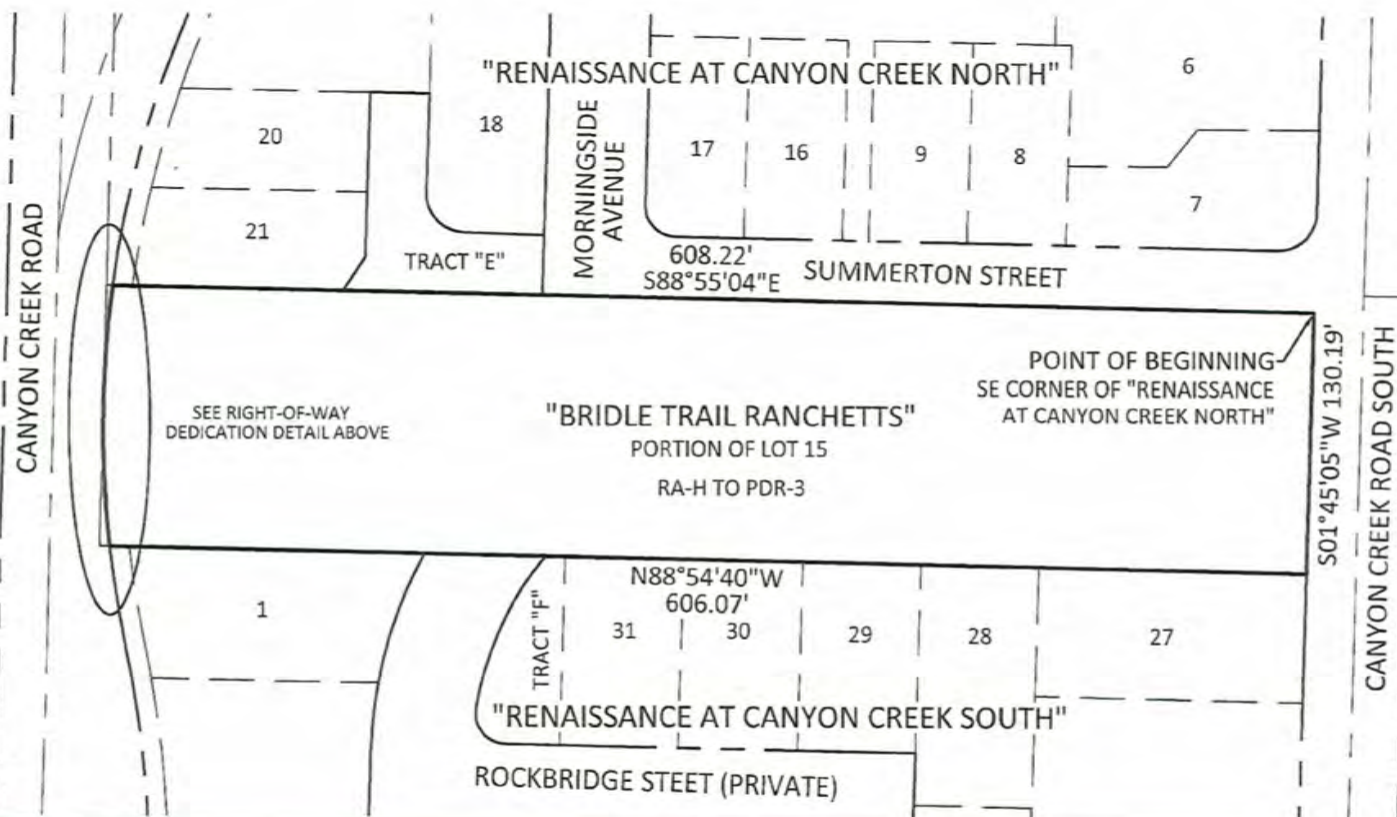 "RENAISSANCE AT CANYON CREEK NORTH"
6
20
18
MORNINGSIDE
AVENUE
17
16
9
8
21
7
CANYON CREEK ROAD
TRACT "E"
608.22'
S88°55'04"E
SUMMERTON STREET
POINT OF BEGINNING
SE CORNER OF "RENAISSANCE
AT CANYON CREEK NORTH"
SEE RIGHT-OF-WAY
DEDICATION DETAIL ABOVE
"BRIDLE TRAIL RANCHETTS"
PORTION OF LOT 15
RA-H TO PDR-3
S01°45'05"W 130.19'
CANYON CREEK ROAD SOUTH
N88°54'40"W
606.07'
1
TRACT "F"
31
30
29
28
27
"RENAISSANCE AT CANYON CREEK SOUTH"
ROCKBRIDGE STEET (PRIVATE)